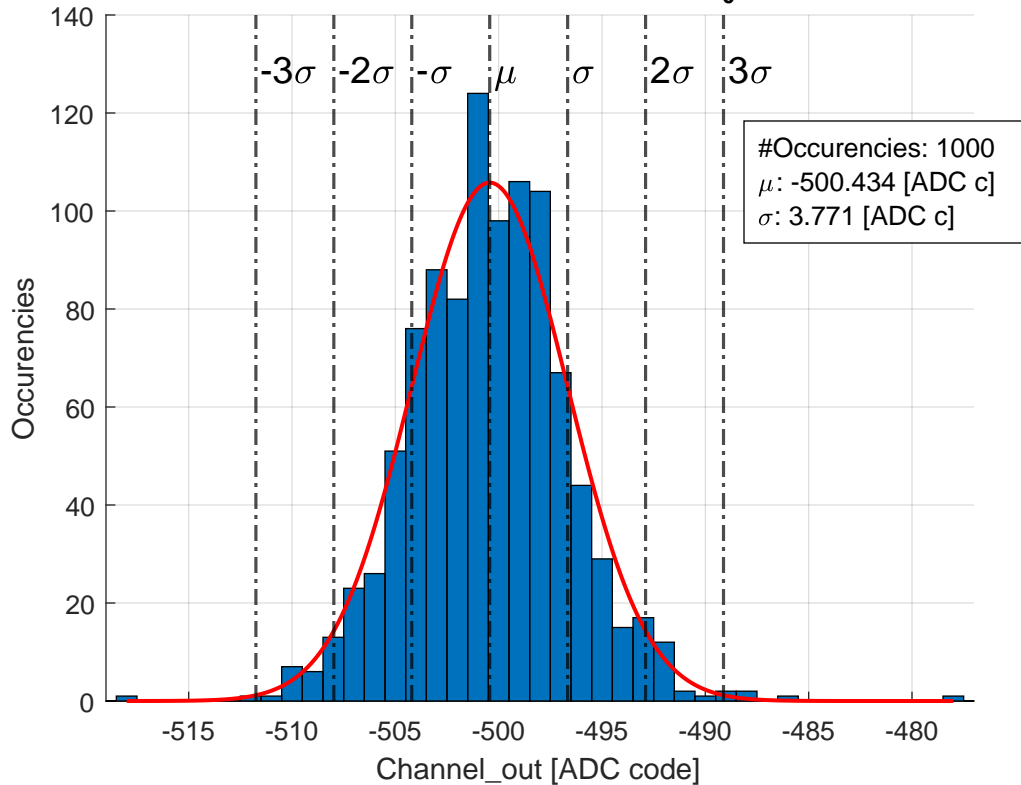 140
120
100
80
60
40
20
0
-3σ
-2σ
-σ
μ
σ
2σ
3σ
#Occurencies: 1000
μ: -500.434 [ADC c]
σ: 3.771 [ADC c]
Occurencies
-515
-510
-505
-500
-495
-490
-485
-480
Channel_out [ADC code]